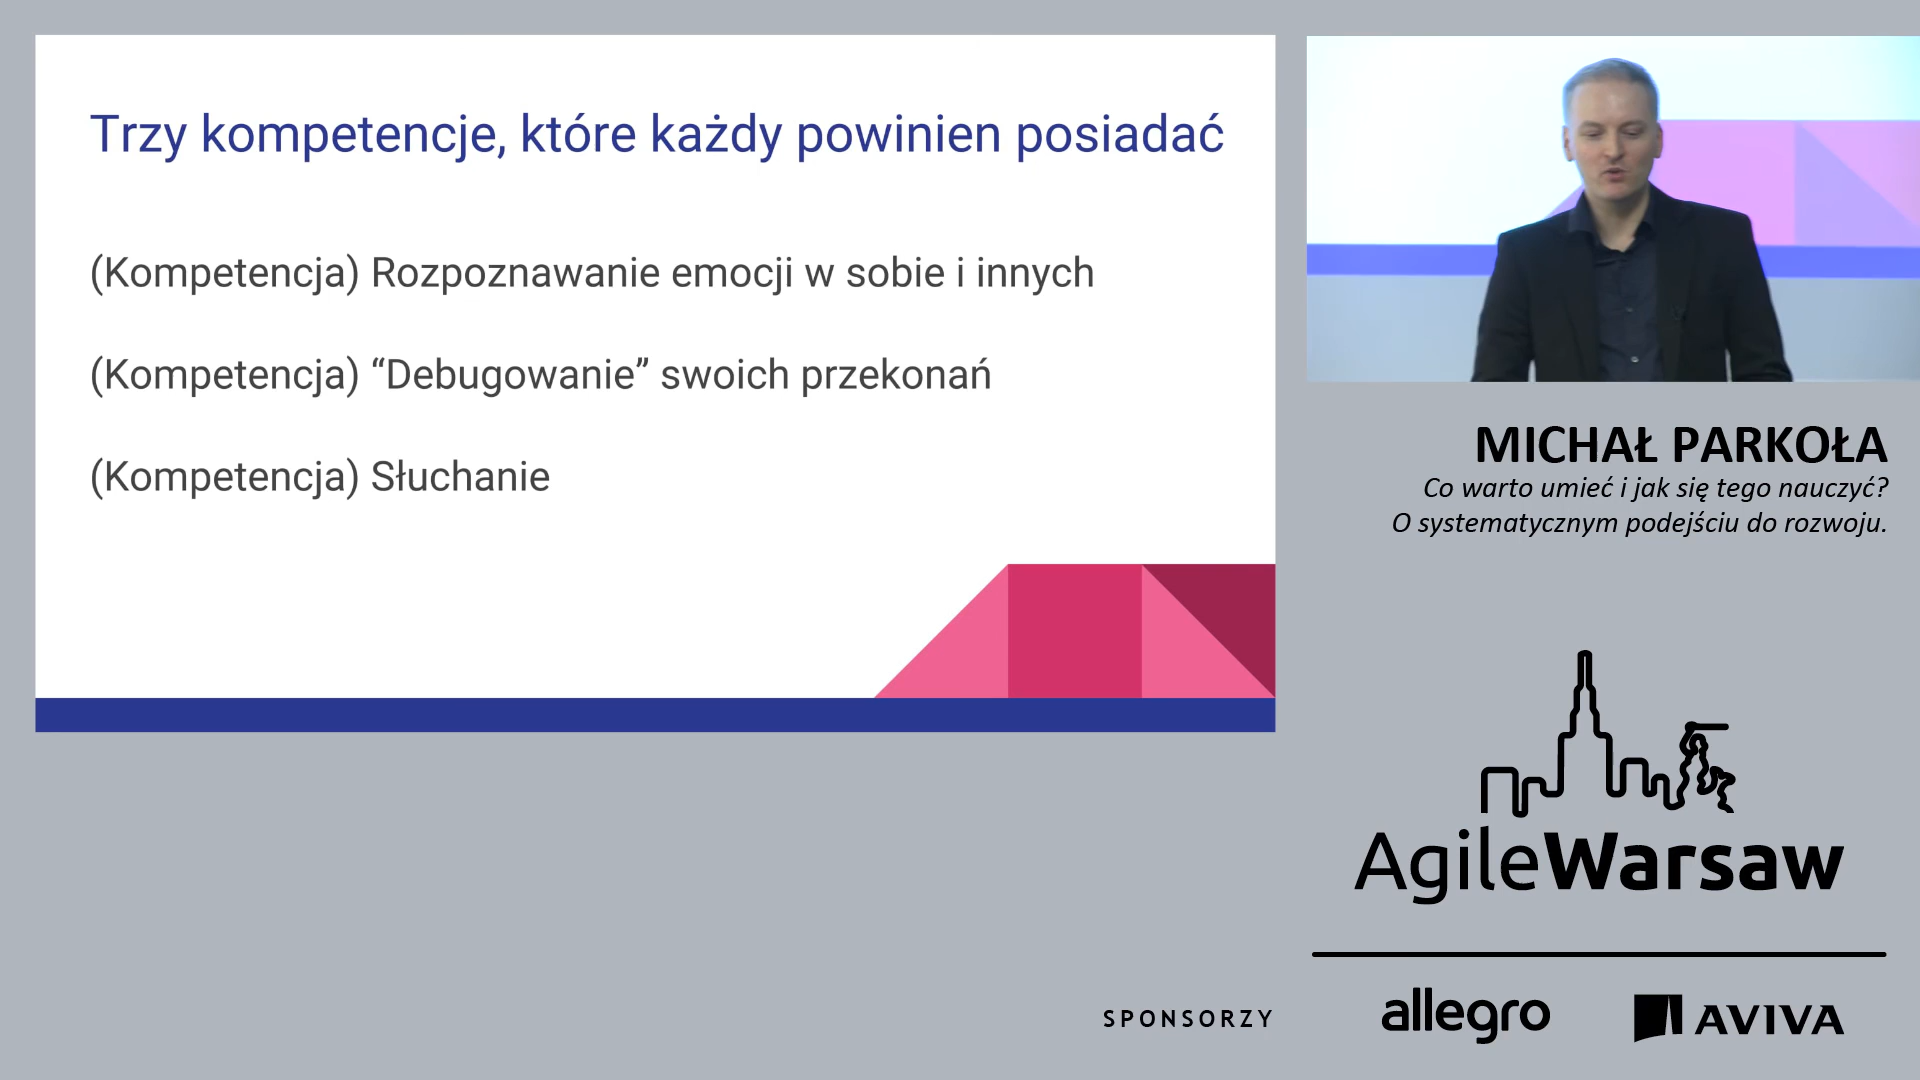 Trzy kompetencje, które każdy powinien posiadać
(Kompetencja) Rozpoznawanie emocji w sobie i innych
(Kompetencja) “Debugowanie” swoich przekonań
(Kompetencja) Słuchanie
MICHAŁ PARKOŁA
Co warto umieć i jak się tego nauczyć?
O systematycznym podejściu do rozwoju.
AgileWarsaw
SPONSORZY
allegro
AVIVA